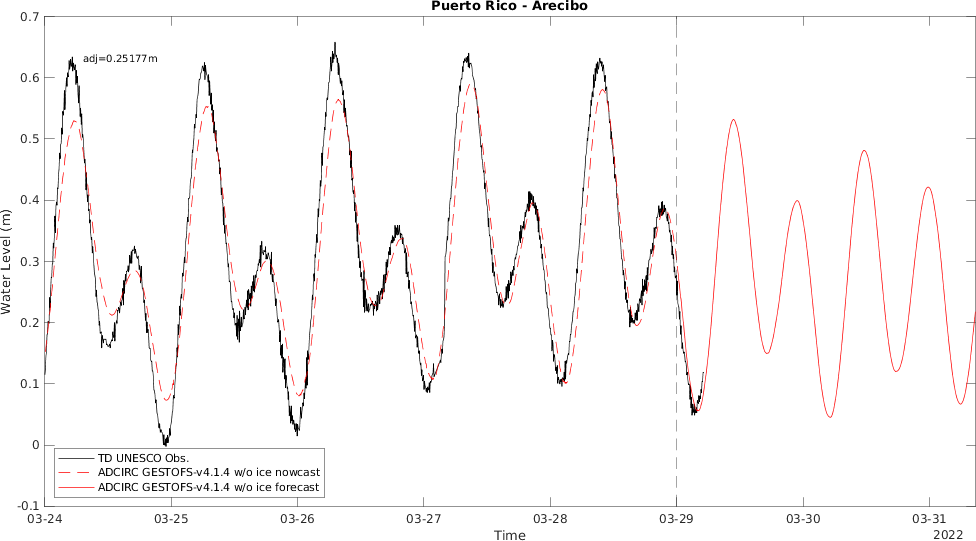 Puerto Rico - Arecibo
0.7
adj=0.25177m
0.6
0.5
0.4
0.3
0.2
0.1
0
-0.1
Water Level (m)
TD UNESCO Obs.
ADCIRC GESTOFS-v4.1.4 w/o ice nowcast
ADCIRC GESTOFS-v4.1.4 w/o ice forecast
03-24 03-25 03-26 03-27 03-28 03-29 03-30 03-31
Time
2022